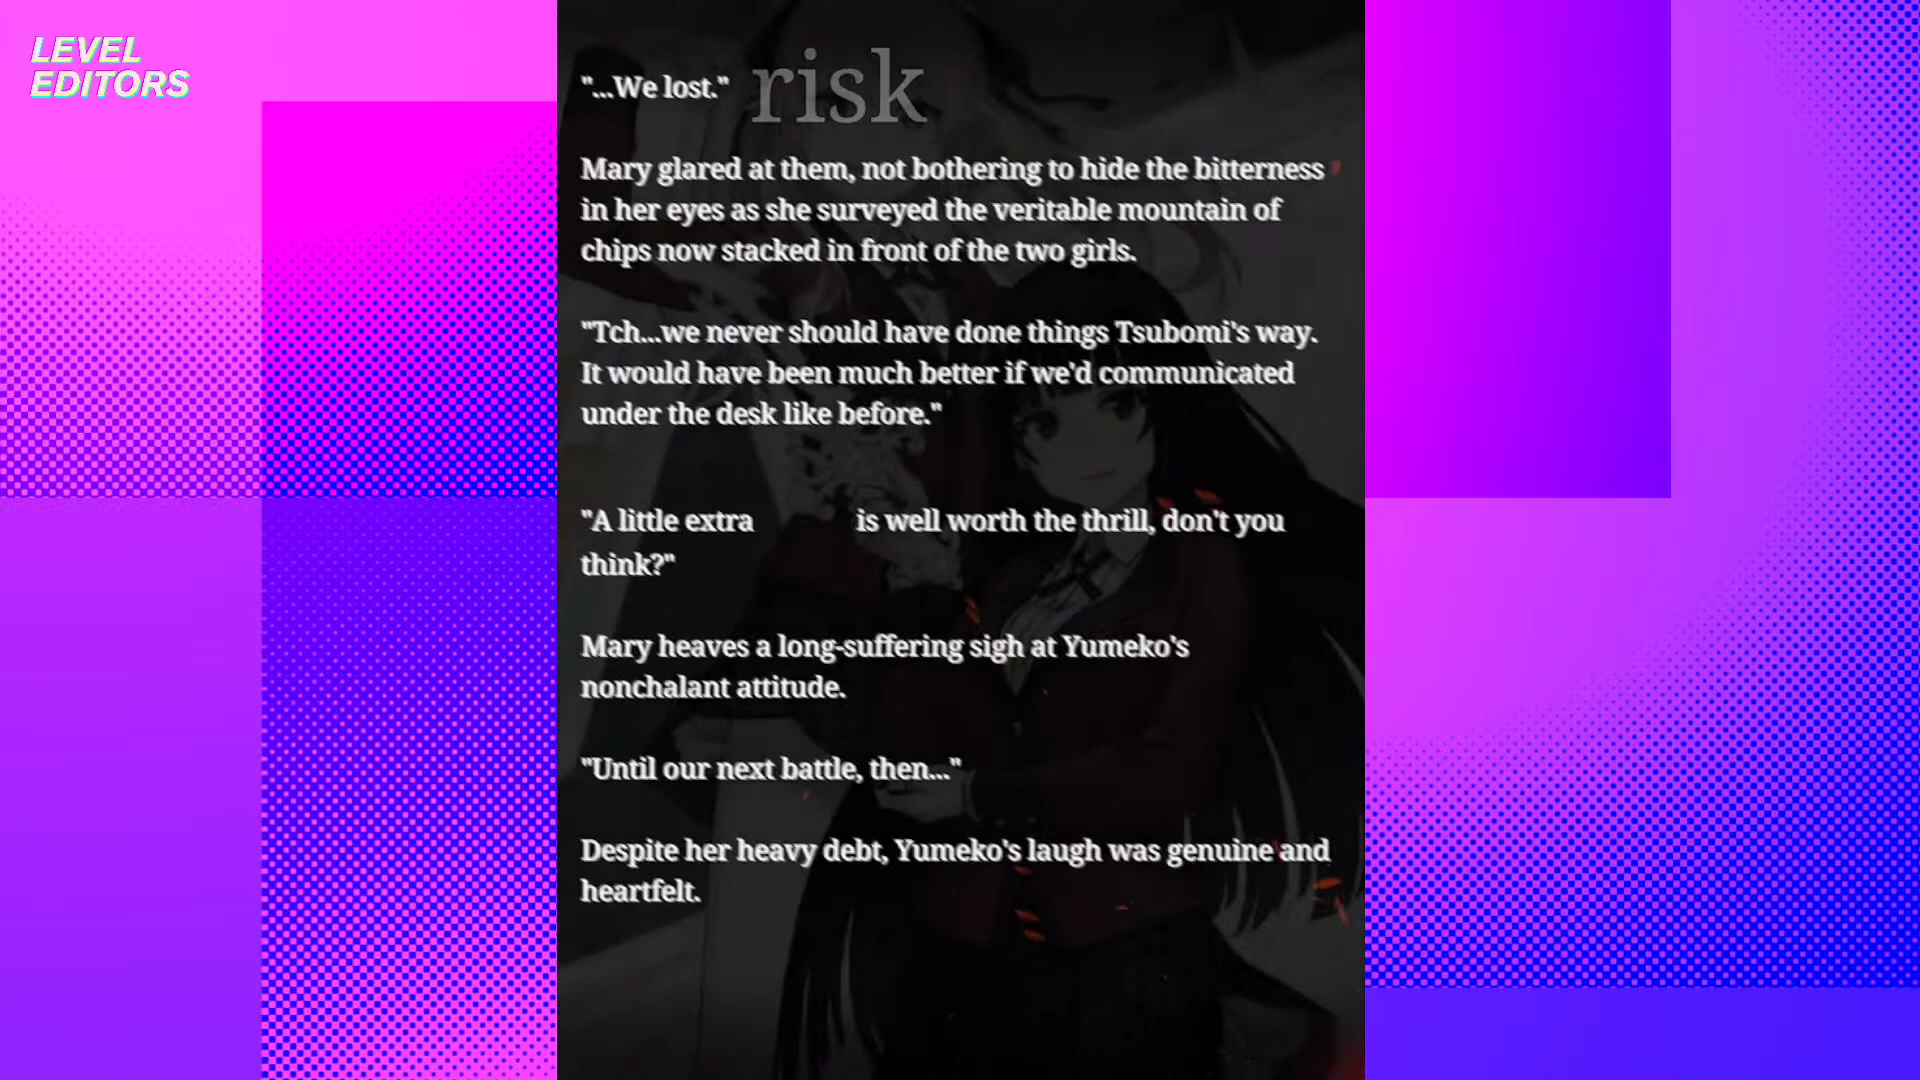 LEVEL
EDITORS
"...We lost."
risk
Mary glared at them, not bothering to hide the bitterness
in her eyes as she surveyed the veritable mountain of
chips now stacked in front of the two girls.
"Tch...we never should have done things Tsubomi's way.
It would have been much better if we'd communicated
under the desk like before."
"A little extra is well worth the thrill, don't you
think?"
Mary heaves a long-suffering sigh at Yumeko's
nonchalant attitude.
"Until our next battle, then..."
Despite her heavy debt, Yumeko's laugh was genuine and
heartfelt.